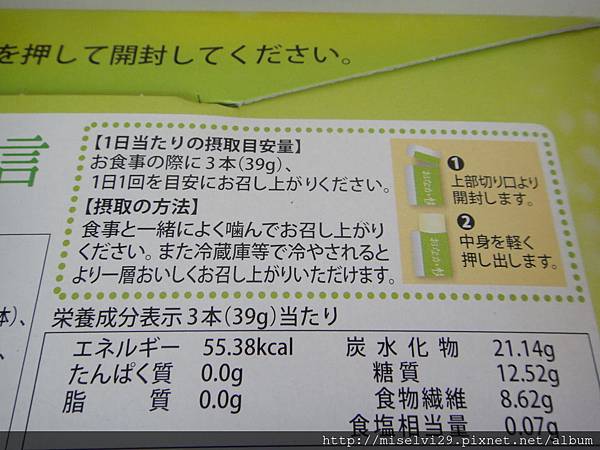 を押して開封してください。
言
【1日当たりの摂取目安量】
お食事の際に3本(39g)、
1日1回を目安にお召し上がりください。
【摂取の方法】
食事と一緒によく噛んでお召し上がり
ください。また冷蔵庫等で冷やされると
より一層おいしくお召し上がりいただけます。
❶
上部切り口より
開封します。
❷
中身を軽く
押し出します。
体)、
栄養成分表示 3本(39g)当たり
エネルギー 55.38kcal
たんぱく質 0.0g
脂質 0.0g
炭水化物 21.14g
糖質 12.52g
食物繊維 8.62g
食塩相当量 0.07g
http://miselvi29.pixnet.net/album